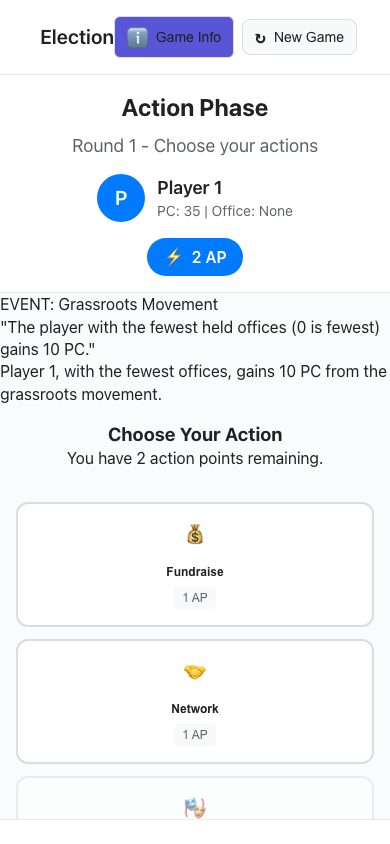 Election
Game Info
↻ New Game
Action Phase
Round 1 - Choose your actions
P
Player 1
PC: 35 | Office: None
⚡ 2 AP
EVENT: Grassroots Movement
"The player with the fewest held offices (0 is fewest)
gains 10 PC."
Player 1, with the fewest offices, gains 10 PC from the
grassroots movement.
Choose Your Action
You have 2 action points remaining.
Fundraise
1 AP
Network
1 AP